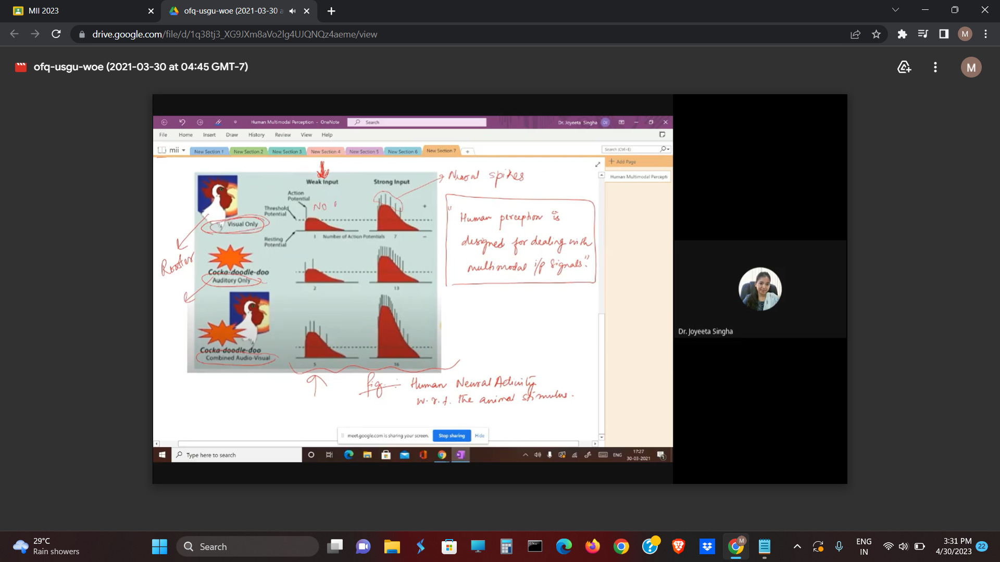 MII 2023
ofq-usgu-woe (2021-03-30 a
drive.google.com/file/d/1q38tj3_XG9JXm8aVo2lg4UJQNQz4aeme/view
M
ofq-usgu-woe (2021-03-30 at 04:45 GMT-7)
M
Human Multimodal Perception - OneNote
Search
Dr. Joyeeta Singha
File Home Insert Draw History Review View Help
mii
New Section 1 New Section 2 New Section 3 New Section 4 New Section 5 New Section 6 New Section 7 +
Search (Ctrl+E)
+ Add Page
Human Multimodal Percepti
Weak Input Strong Input
Action
Potential
Threshold
Potential
Resting
Potential
+
−
1 Number of Action Potentials 7
Visual Only
Cocka-doodle-doo
Auditory Only
2 13
Cocka-doodle-doo
Combined Audio-Visual
5 16
NO
Rooster
Nueral spikes
"Human perception is
designed for dealing with
multimodal i/p signals."
fig. : Human Neural Activity
w.r.t. the animal stimulus.
meet.google.com is sharing your screen. Stop sharing Hide
Type here to search
ENG
17:27
30-03-2021
1
Dr. Joyeeta Singha
29°C
Rain showers
Search
M
ENG
IN
3:31 PM
4/30/2023
22